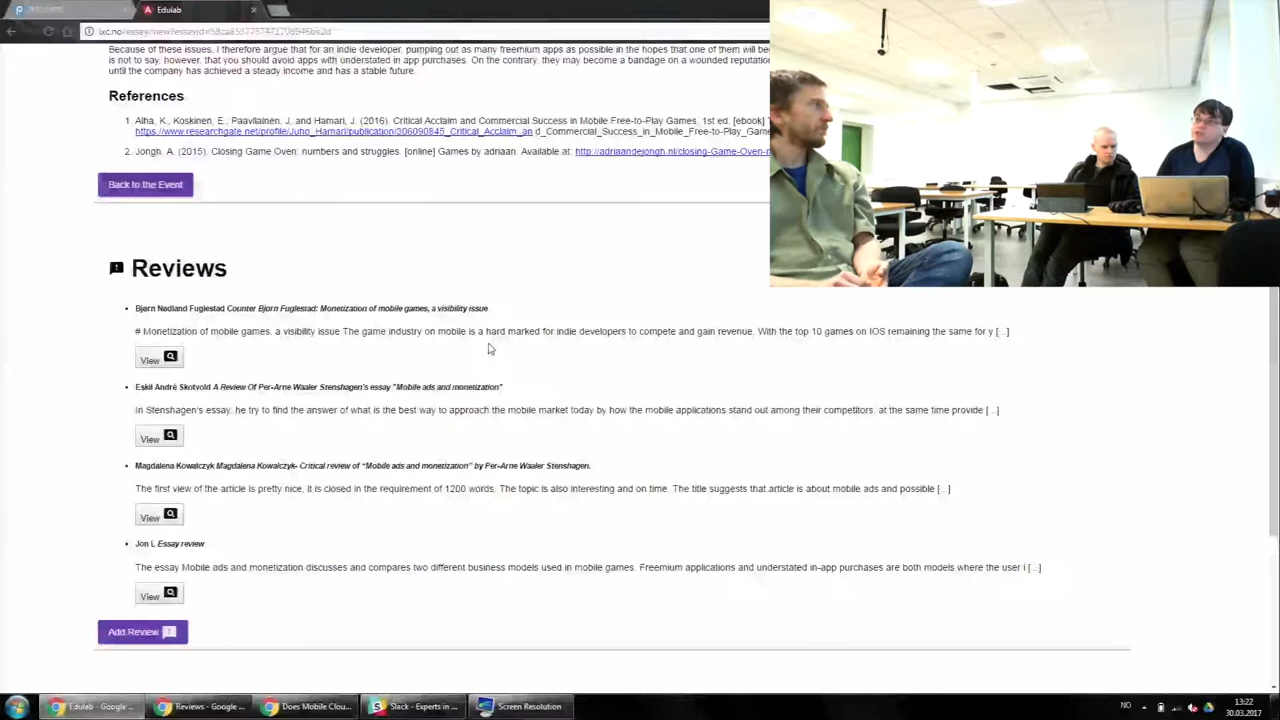 Edulab
Because of these issues, I therefore argue that for an indie developer, pumping out as many freemium apps as possible in the hopes that one of them will be
is not to say, however, that you should avoid apps with understated in app purchases. On the contrary, they may become a bandage on a wounded reputation
until the company has achieved a steady income and has a stable future.
References
1. Alha, K., Koskinen, E., Paavilainen, J. and Hamari, J. (2016). Critical Acclaim and Commercial Success in Mobile Free-to-Play Games. 1st ed. [ebook]
https://www.researchgate.net/profile/Juho_Hamari/publication/306090845_Critical_Acclaim_an d_Commercial_Success_in_Mobile_Free-to-Play_Game
2. Jongh, A. (2015). Closing Game Oven: numbers and struggles. [online] Games by adriaan. Available at: http://adriaandejongh.nl/closing-Game-Oven-n
Back to the Event
Reviews
• Bjørn Nødland Fuglestad Counter Bjørn Fuglestad: Monetization of mobile games, a visibility issue
# Monetization of mobile games, a visibility issue The game industry on mobile is a hard marked for indie developers to compete and gain revenue. With the top 10 games on IOS remaining the same for y [...]
View
• Eskil André Skotvold A Review Of Per-Arne Waaler Stenshagen's essay "Mobile ads and monetization"
In Stenshagen's essay, he try to find the answer of what is the best way to approach the mobile market today by how the mobile applications stand out among their competitors, at the same time provide [...]
View
• Magdalena Kowalczyk Magdalena Kowalczyk- Critical review of "Mobile ads and monetization" by Per-Arne Waaler Stenshagen.
The first view of the article is pretty nice. It is closed in the requirement of 1200 words. The topic is also interesting and on time. The title suggests that article is about mobile ads and possible [...]
View
• Jon L Essay review
The essay Mobile ads and monetization discusses and compares two different business models used in mobile games. Freemium applications and understated in-app purchases are both models where the user i [...]
View
Add Review
Edulab - Google ...
Reviews - Google ...
Does Mobile Clou...
Slack - Experts in ...
Screen Resolution
NO
13:22
30.03.2017